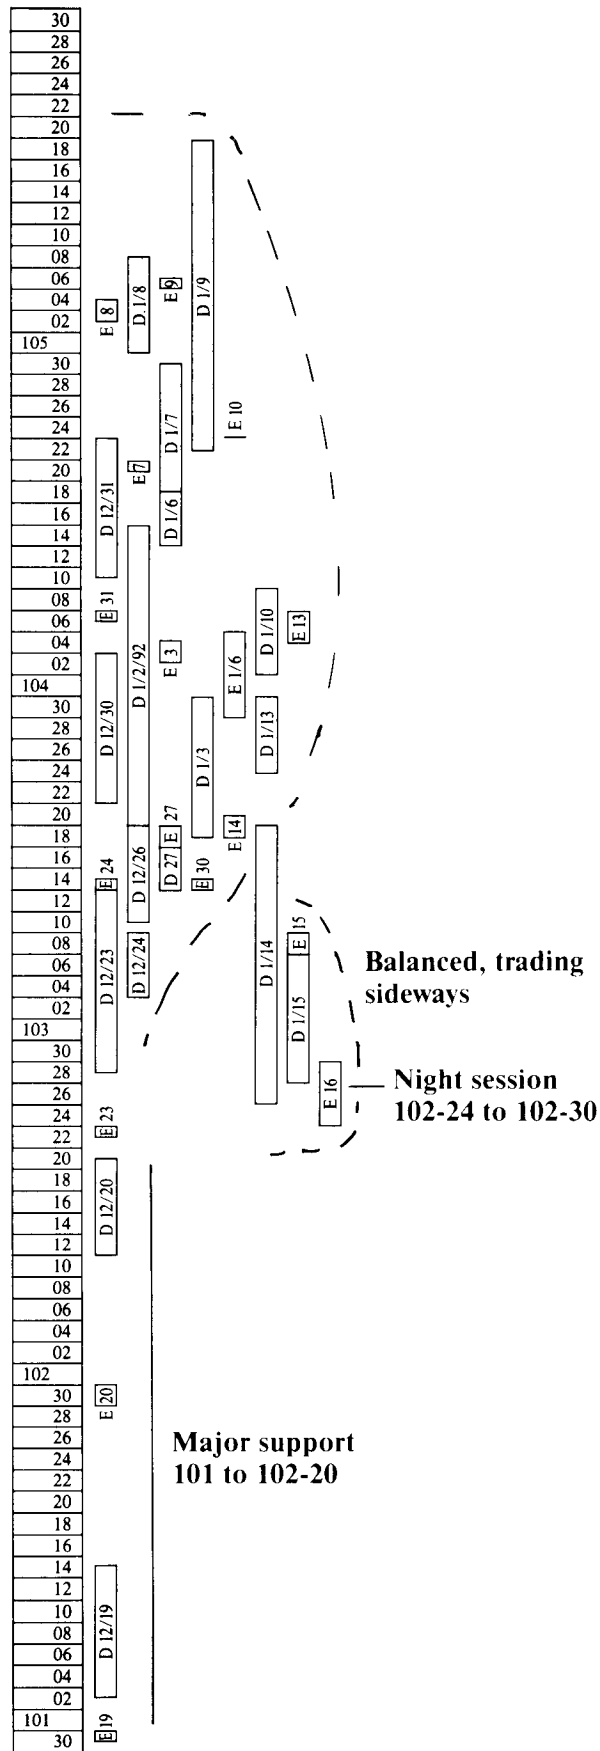 30
28
26
24
22
20
18
16
14
12
10
08
06
04
02
105
30
28
26
24
22
20
18
16
14
12
10
08
06
04
02
104
30
28
26
24
22
20
18
16
14
12
10
08
06
04
02
103
30
28
26
24
22
20
18
16
14
12
10
08
06
04
02
102
30
28
26
24
22
20
18
16
14
12
10
08
06
04
02
101
30
E 8
D 12/31
E 31
D 12/30
E 24
D 12/23
E 23
D 12/20
E 20
D 12/19
E 19
D.1/8
E 7
D 1/2/92
D 12/26
D 12/24
E 9
D 1/7
D 1/6
E 3
E 27
D 27
D 1/9
D 1/3
E 30
E 10
E 1/6
E 14
D 1/10
D 1/13
D 1/14
E 13
E 15
D 1/15
E 16
Balanced, trading
sideways
Night session
102-24 to 102-30
Major support
101 to 102-20